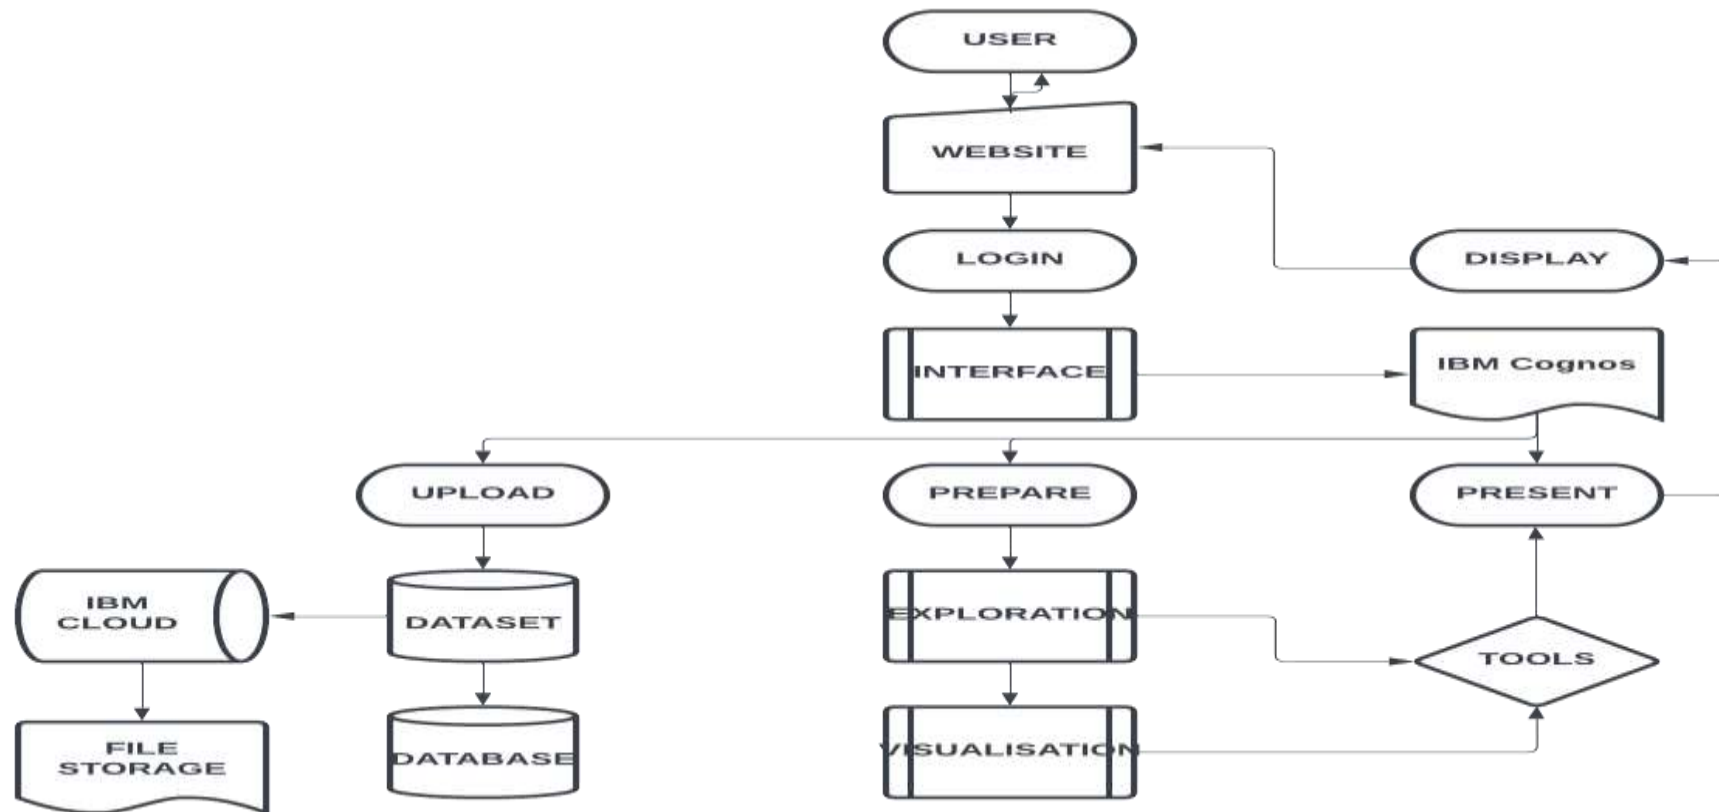 USER
WEBSITE
LOGIN
DISPLAY
INTERFACE
IBM Cognos
UPLOAD
PREPARE
PRESENT
IBM
CLOUD
DATASET
EXPLORATION
TOOLS
FILE
STORAGE
DATABASE
VISUALISATION